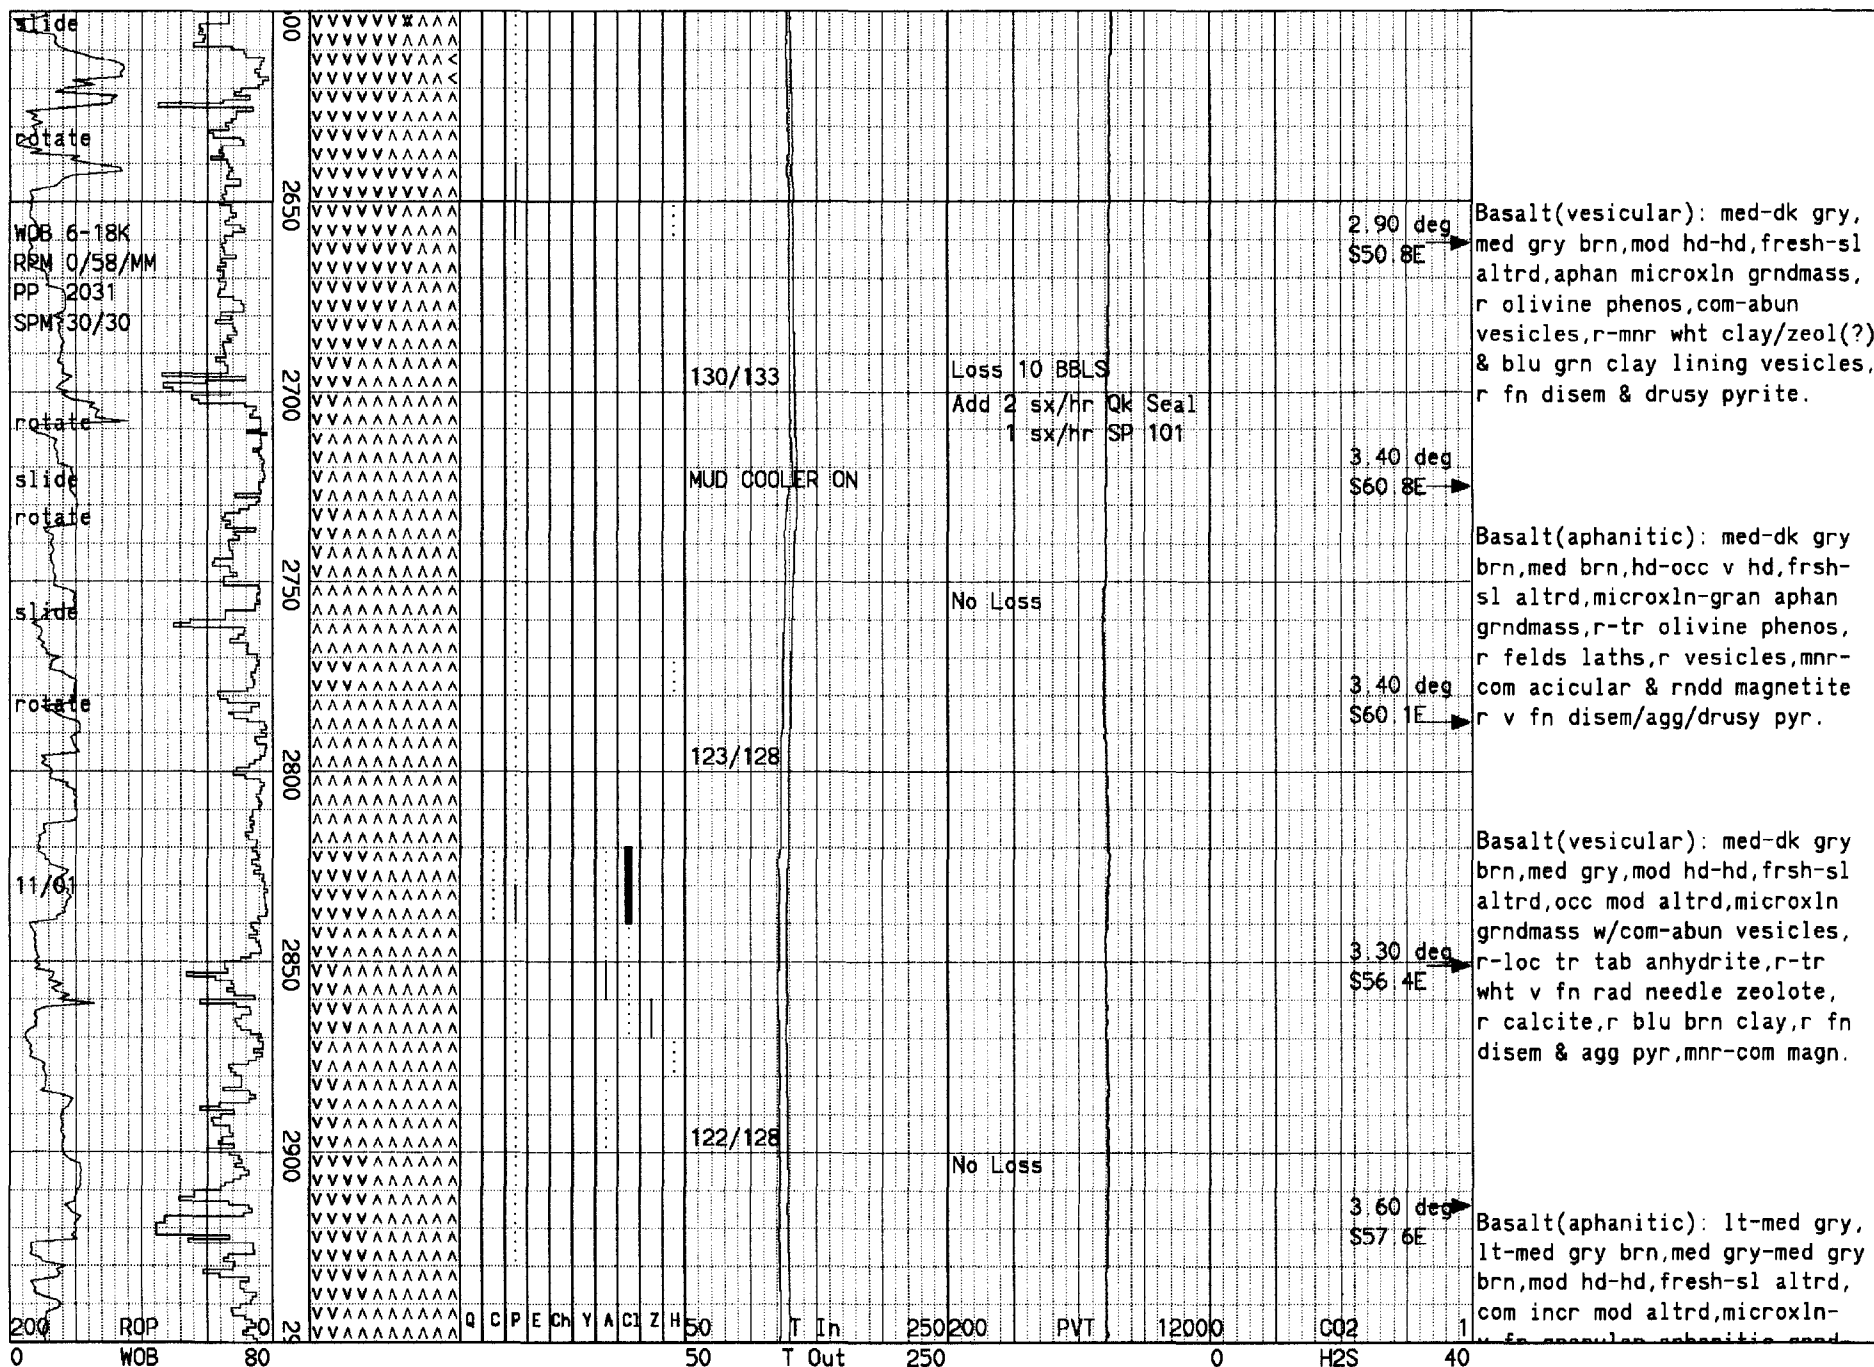 slide
rotate
WOB 6-18K
RPM 0/58/MM
PP 2031
SPM 30/30
rotate
slide
rotate
slide
rotate
11/01
00
2650
2700
2750
2800
2850
2900
29
130/133
MUD COOLER ON
123/128
122/128
Loss 10 BBLS
Add 2 sx/hr Qk Seal
1 sx/hr SP 101
No Loss
No Loss
2.90 deg
S50.8E
3.40 deg
S60.8E
3.40 deg
S60.1E
3.30 deg
S56.4E
3.60 deg
S57.6E
Basalt(vesicular): med-dk gry,
med gry brn,mod hd-hd,fresh-sl
altrd,aphan microxln grndmass,
r olivine phenos,com-abun
vesicles,r-mnr wht clay/zeol(?)
& blu grn clay lining vesicles,
r fn disem & drusy pyrite.
Basalt(aphanitic): med-dk gry
brn,med brn,hd-occ v hd,frsh-
sl altrd,microxln-gran aphan
grndmass,r-tr olivine phenos,
r felds laths,r vesicles,mnr-
com acicular & rndd magnetite
r v fn disem/agg/drusy pyr.
Basalt(vesicular): med-dk gry
brn,med gry,mod hd-hd,frsh-sl
altrd,occ mod altrd,microxln
grndmass w/com-abun vesicles,
r-loc tr tab anhydrite,r-tr
wht v fn rad needle zeolote,
r calcite,r blu brn clay,r fn
disem & agg pyr,mnr-com magn.
Basalt(aphanitic): lt-med gry,
lt-med gry brn,med gry-med gry
brn,mod hd-hd,fresh-sl altrd,
com incr mod altrd,microxln-
v fn granular aphanitic grnd-
200 ROP 0 Q C P E Ch Y A Cl Z H 50 T In 250 200 PVT 1200 0 CO2 1
0 WOB 80 50 T Out 250 0 H2S 40